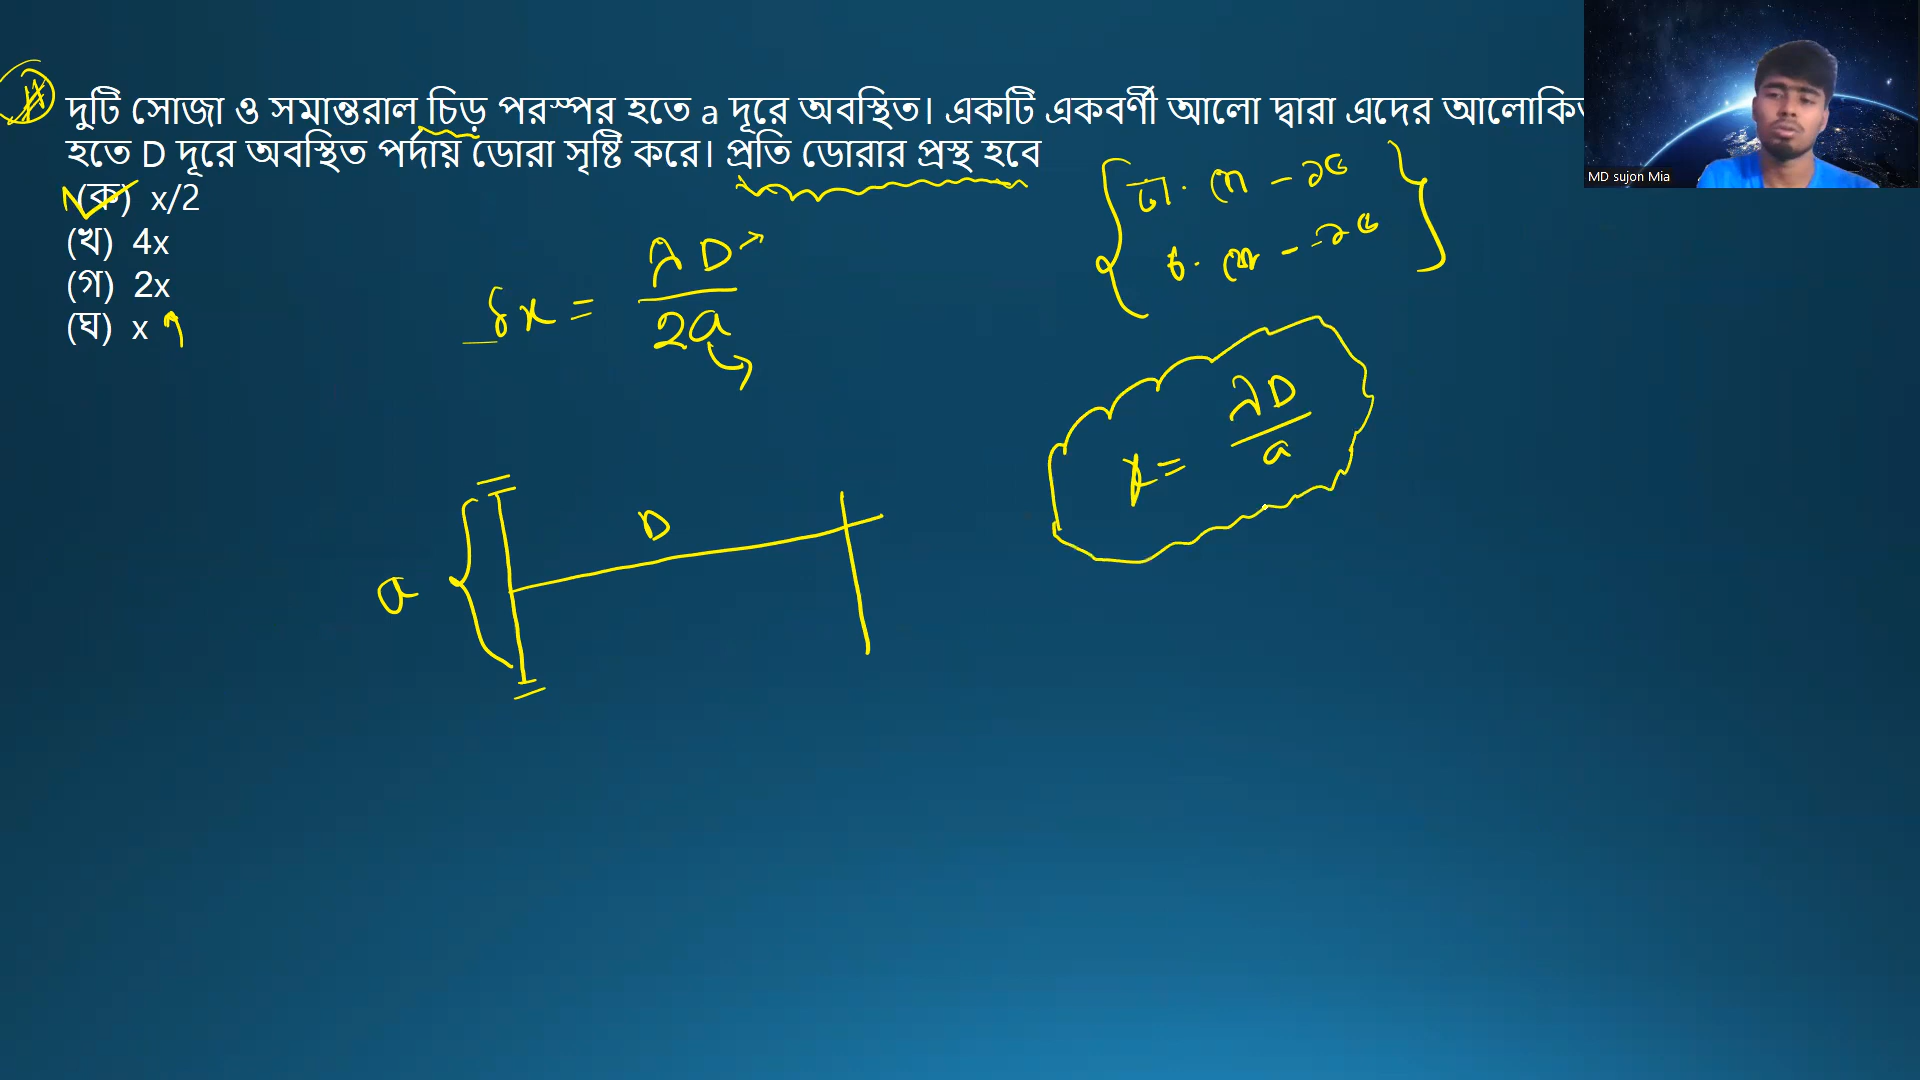 দুটি সোজা ও সমান্তরাল চিড় পরস্পর হতে a দূরে অবস্থিত। একটি একবর্ণী আলো দ্বারা এদের
হতে D দূরে অবস্থিত পর্দায় ডোরা সৃষ্টি করে। প্রতি ডোরার প্রস্থ হবে
(ক) x/2
(খ) 4x
(গ) 2x
(ঘ) x
δx = λD / 2a
x = λD / a
D
a
MD sujon Mia